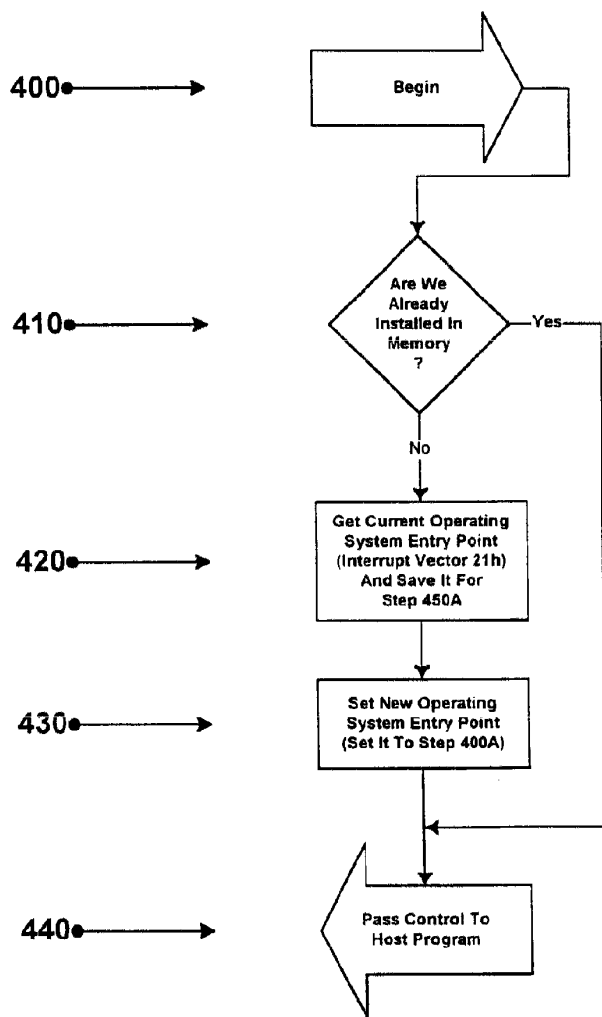 400
Begin
410
Are We
Already
Installed In
Memory
?
Yes
No
420
Get Current Operating
System Entry Point
(Interrupt Vector 21h)
And Save It For
Step 450A
430
Set New Operating
System Entry Point
(Set It To Step 400A)
440
Pass Control To
Host Program